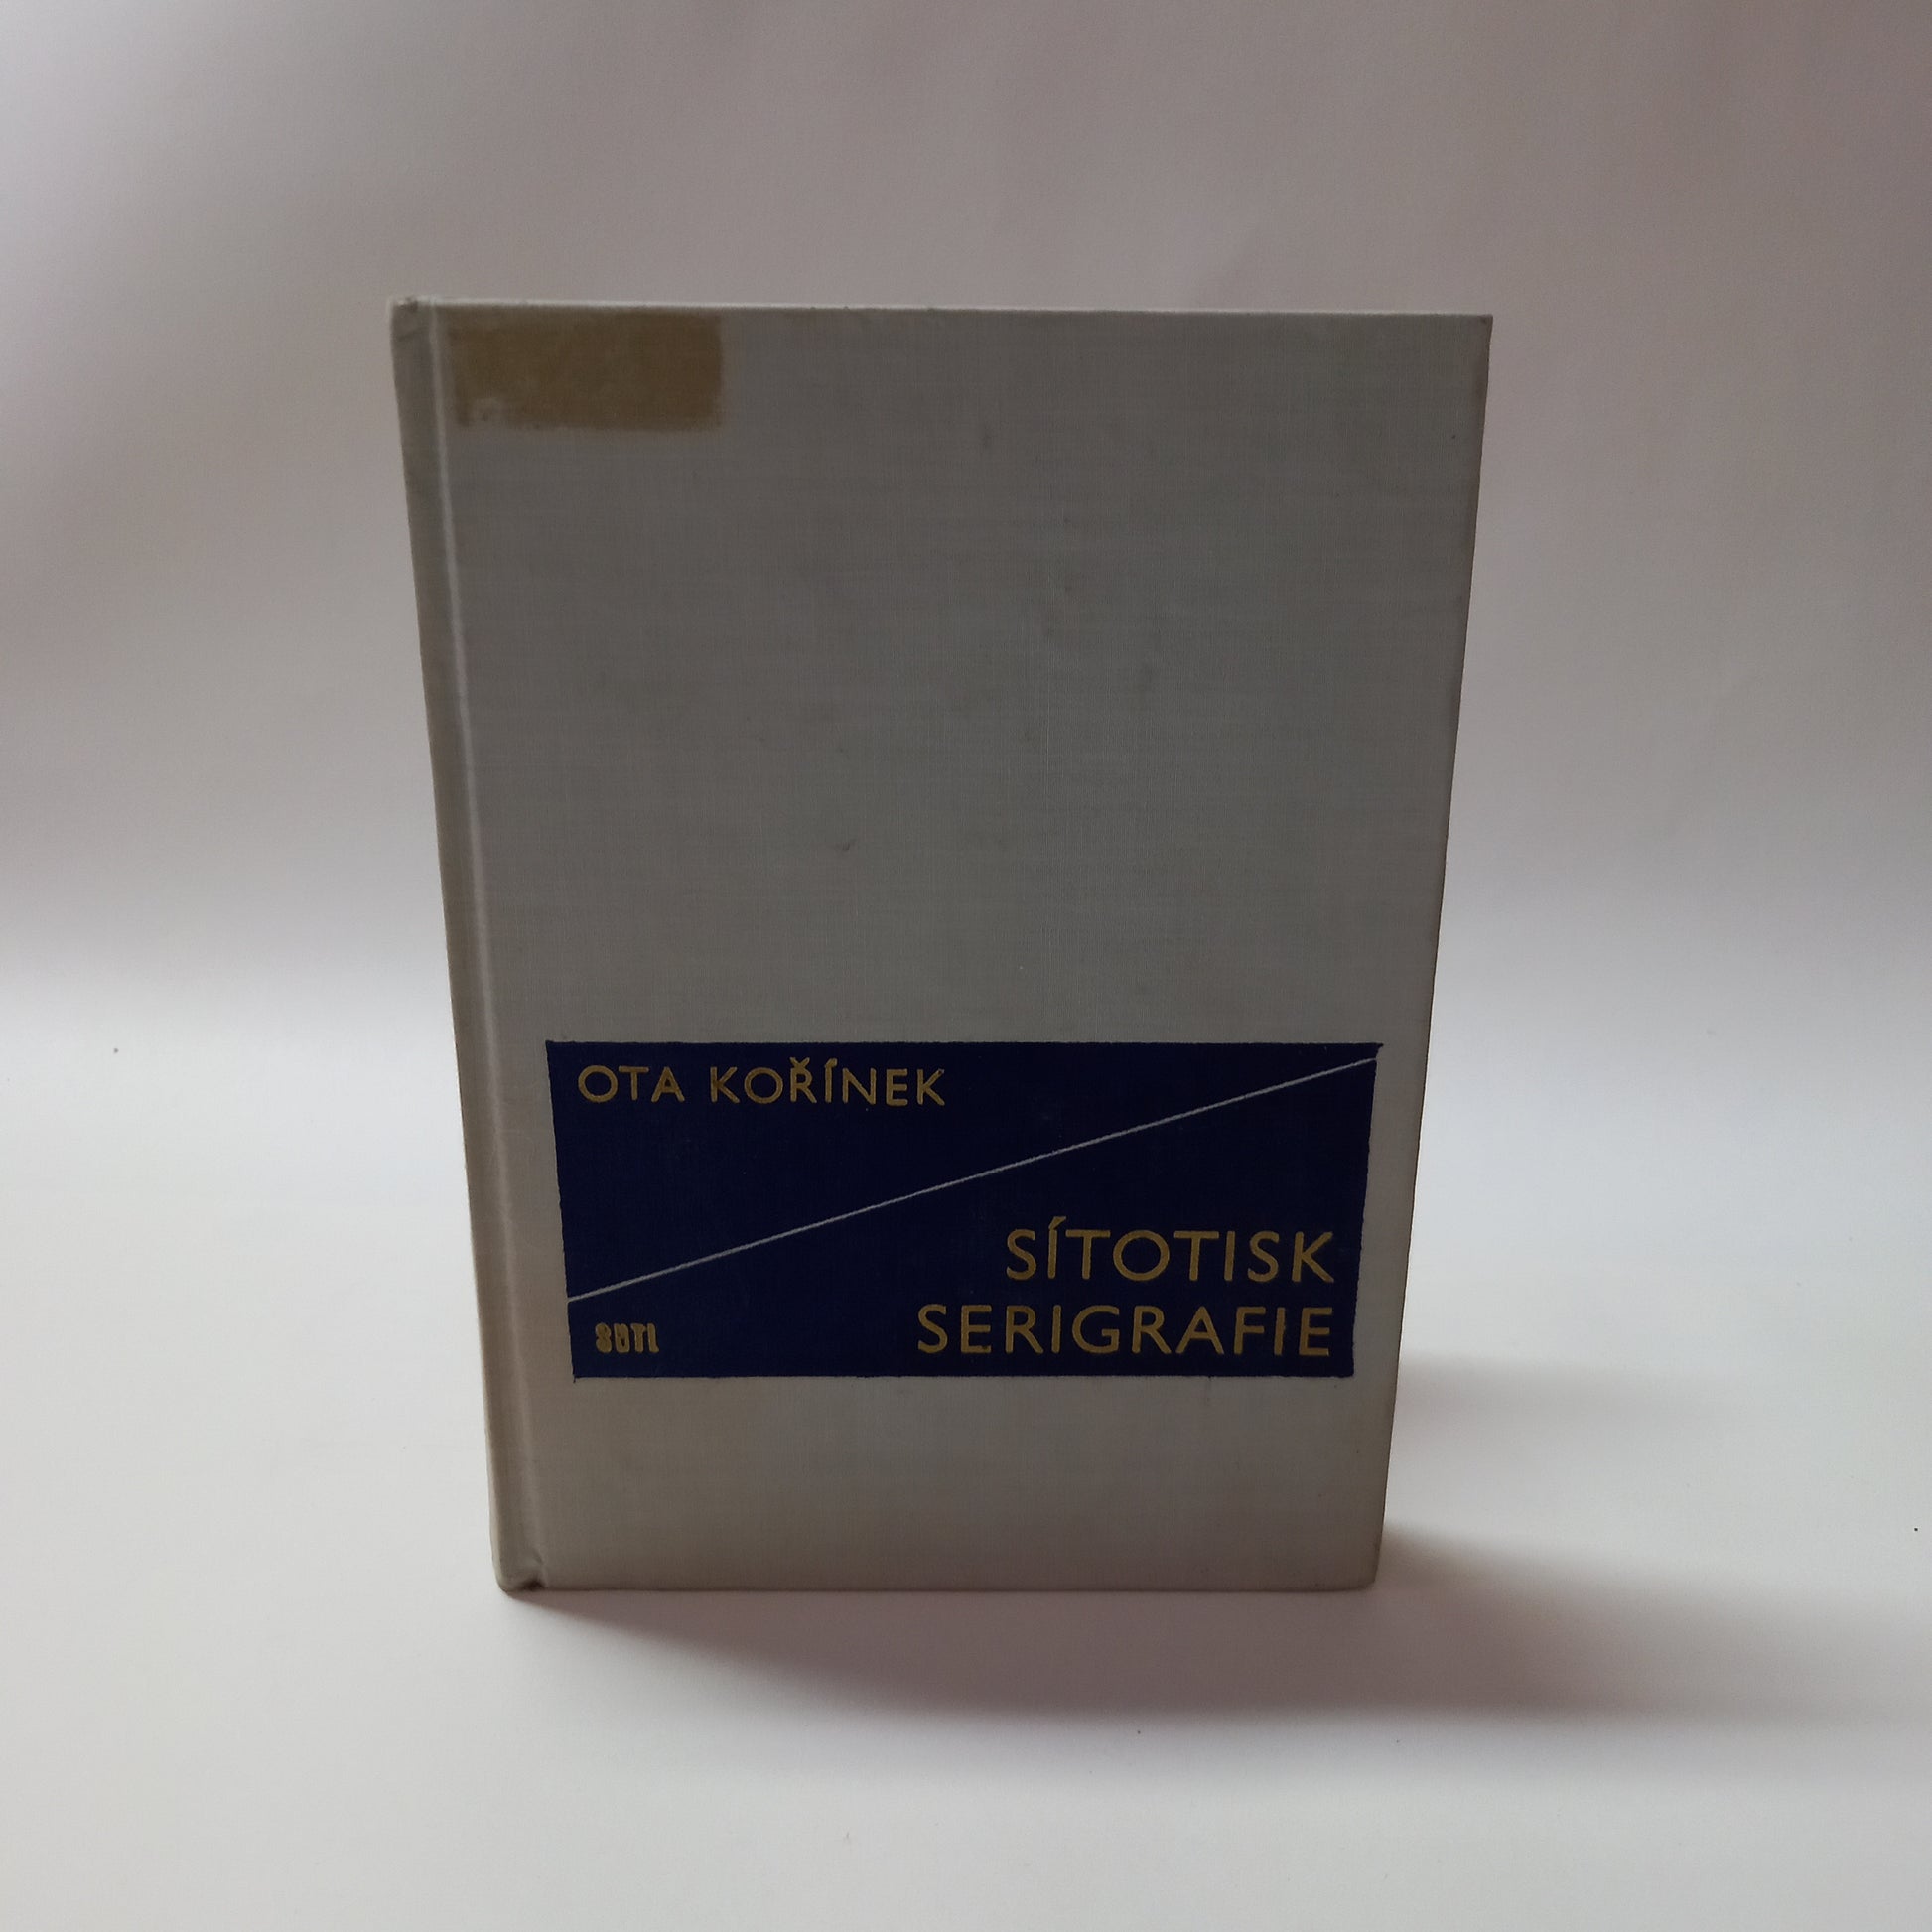 OTA KOŘÍNEK
SÍTOTISK
SERIGRAFIE
SNTL